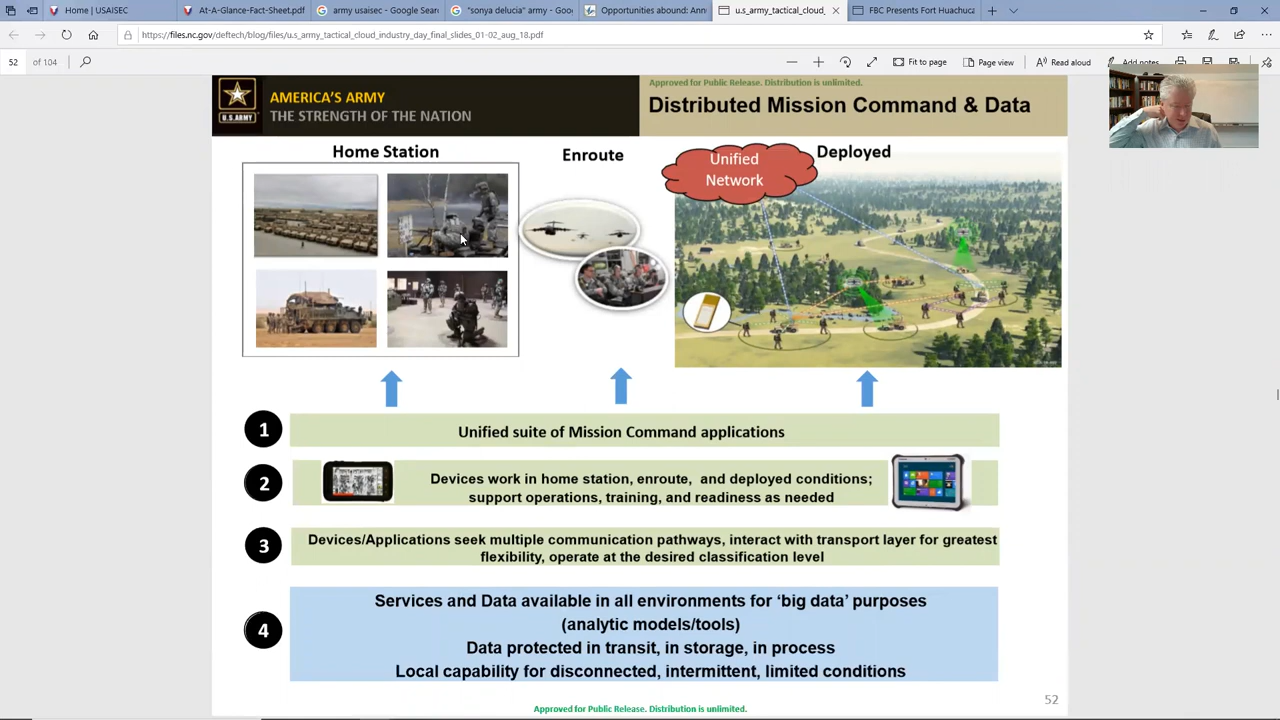 Home | USAISEC
At-A-Glance-Fact-Sheet.pdf
army usaisec - Google Sear
"sonya delucia" army - Goo
Opportunities abound: Ann
u.s_army_tactical_cloud_
FBC Presents Fort Huachuca
https://files.nc.gov/deftech/blog/files/u.s_army_tactical_cloud_industry_day_final_slides_01-02_aug_18.pdf
52 of 104
Fit to page
Page view
Read aloud
Add notes
U.S.ARMY
AMERICA'S ARMY
THE STRENGTH OF THE NATION
Approved for Public Release. Distribution is unlimited.
Distributed Mission Command & Data
Home Station
Enroute
Deployed
Unified
Network
1
Unified suite of Mission Command applications
2
Devices work in home station, enroute, and deployed conditions;
support operations, training, and readiness as needed
3
Devices/Applications seek multiple communication pathways, interact with transport layer for greatest
flexibility, operate at the desired classification level
4
Services and Data available in all environments for 'big data' purposes
(analytic models/tools)
Data protected in transit, in storage, in process
Local capability for disconnected, intermittent, limited conditions
52
Approved for Public Release. Distribution is unlimited.